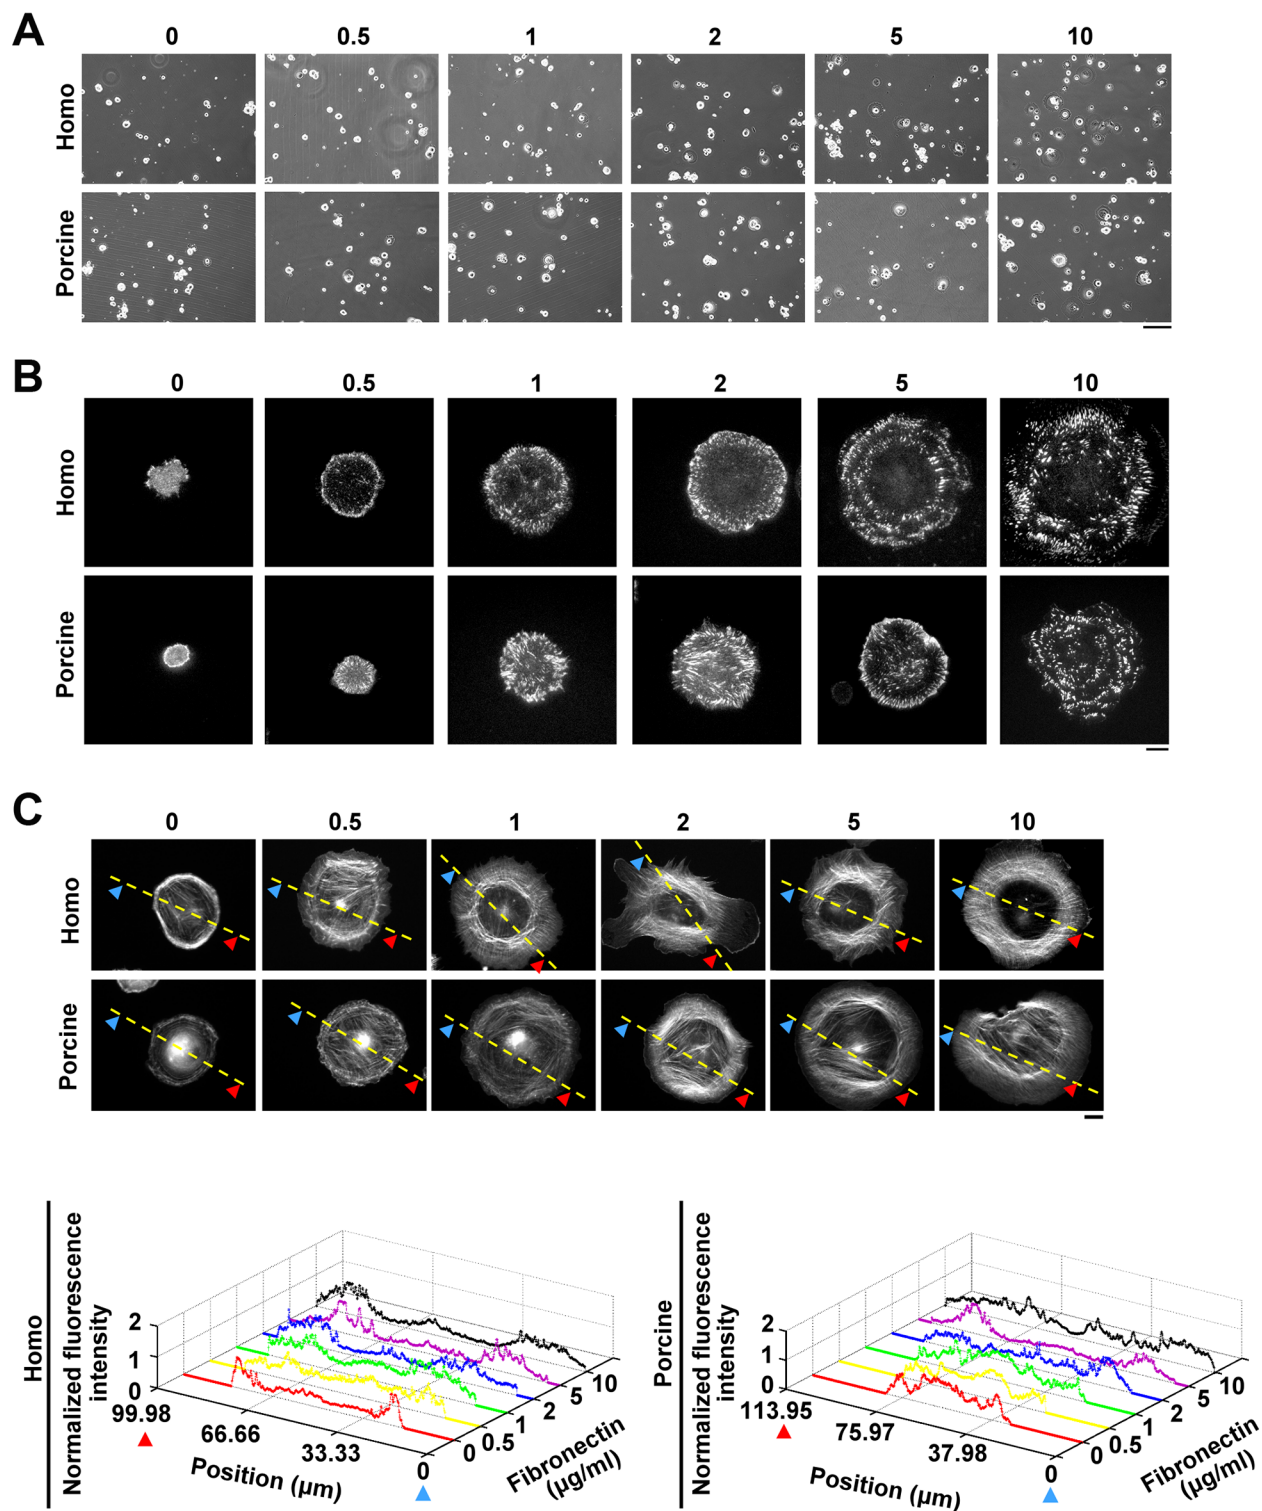 A
0 0.5 1 2 5 10
Homo
Porcine
B
0 0.5 1 2 5 10
Homo
Porcine
C
0 0.5 1 2 5 10
Homo
Porcine
Homo
Normalized fluorescence
intensity
2
1
0
99.98
66.66
33.33
0
Position (µm)
0
0.5
1
2
5
10
Fibronectin
(µg/ml)
Porcine
Normalized fluorescence
intensity
2
1
0
113.95
75.97
37.98
0
Position (µm)
0
0.5
1
2
5
10
Fibronectin
(µg/ml)